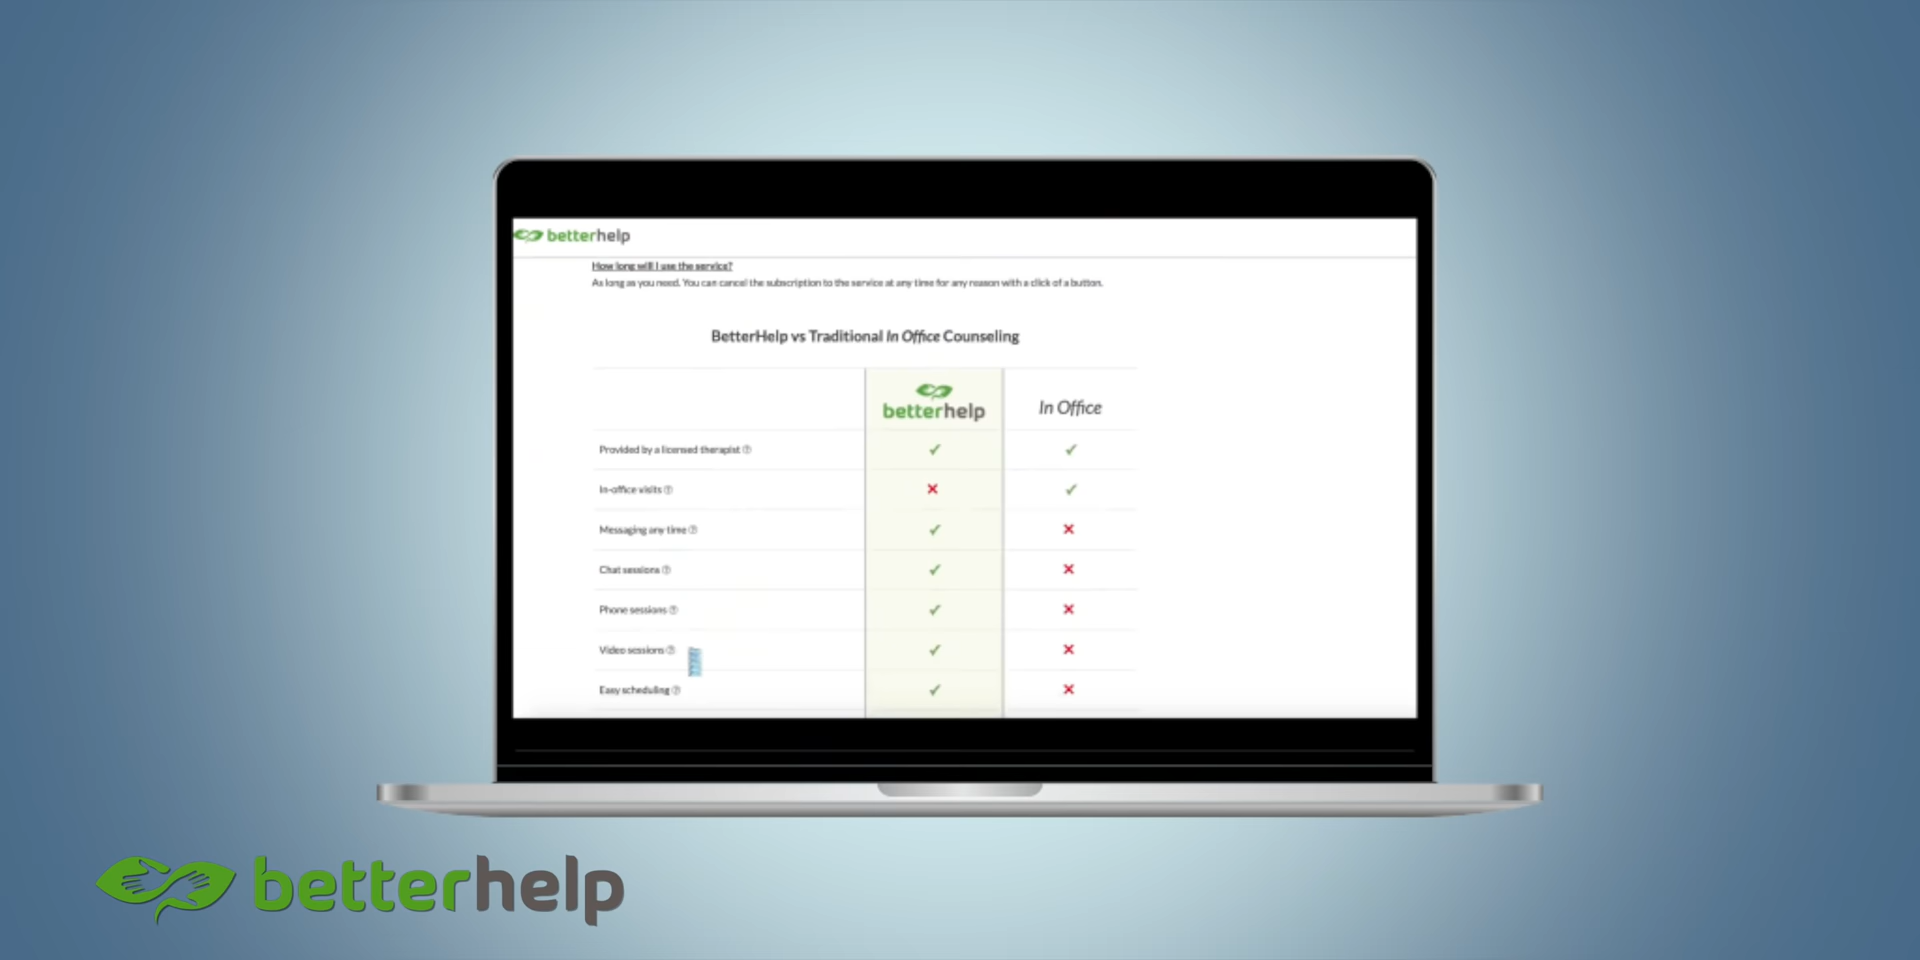 betterhelp
How long will I use the service?
As long as you need. You can cancel the subscription to the service at any time for any reason with a click of a button.
BetterHelp vs Traditional In Office Counseling
betterhelp In Office
Provided by a licensed therapist ? ✓ ✓
In-office visits ? ✕ ✓
Messaging any time ? ✓ ✕
Chat sessions ? ✓ ✕
Phone sessions ? ✓ ✕
Video sessions ? ✓ ✕
Easy scheduling ? ✓ ✕
betterhelp